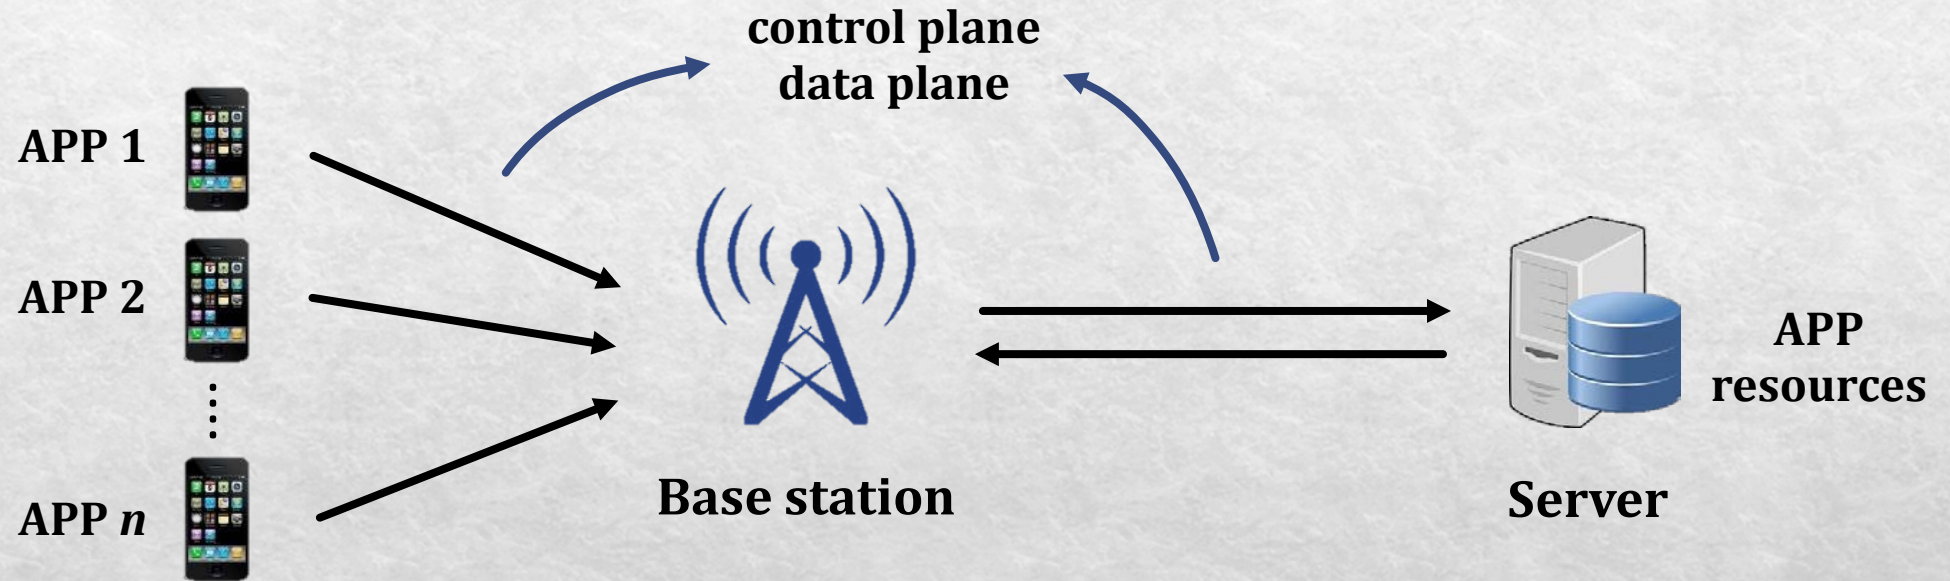 control plane
data plane
APP 1
APP 2
APP n
Base station
Server
APP
resources